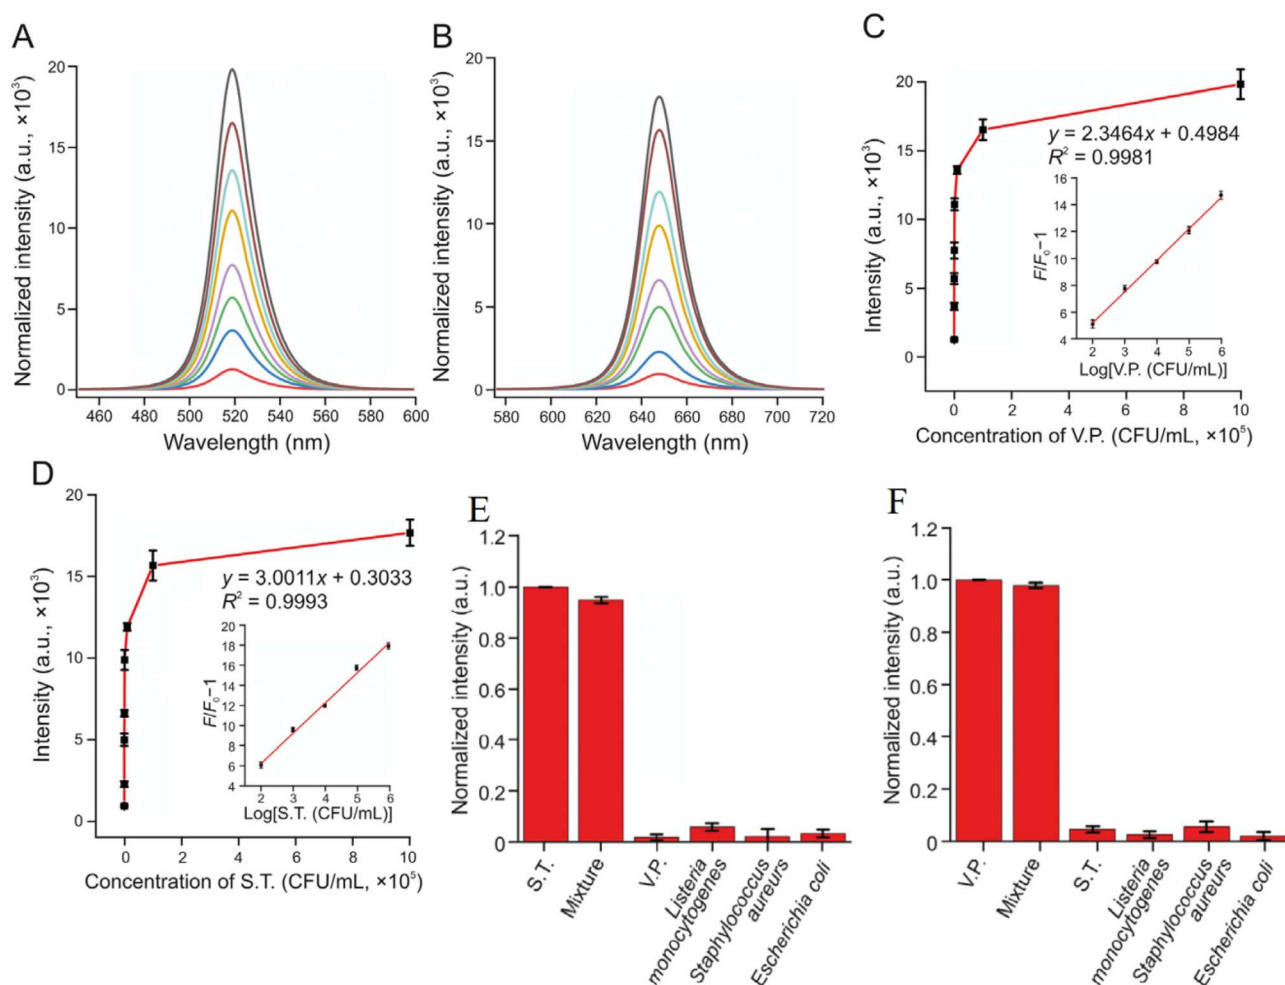 A
Normalized intensity (a.u., ×10³)
20
15
10
5
0
460 480 500 520 540 560 580 600
Wavelength (nm)
B
Normalized intensity (a.u., ×10³)
20
15
10
5
0
580 600 620 640 660 680 700 720
Wavelength (nm)
C
Intensity (a.u., ×10³)
20
15
10
5
0
y = 2.3464x + 0.4984
R² = 0.9981
F/F₀−1
16
14
12
10
8
6
4
2 3 4 5 6
Log[V.P. (CFU/mL)]
0 2 4 6 8 10
Concentration of V.P. (CFU/mL, ×10⁵)
D
Intensity (a.u., ×10³)
20
15
10
5
0
y = 3.0011x + 0.3033
R² = 0.9993
F/F₀−1
20
18
16
14
12
10
8
6
4
2 3 4 5 6
Log[S.T. (CFU/mL)]
0 2 4 6 8 10
Concentration of S.T. (CFU/mL, ×10⁵)
E
Normalized intensity (a.u.)
1.2
1.0
0.8
0.6
0.4
0.2
0
S.T.
Mixture
V.P.
Listeria
monocytogenes
Staphylococcus
aureurs
Escherichia coli
F
Normalized intensity (a.u.)
1.2
1.0
0.8
0.6
0.4
0.2
0
V.P.
Mixture
S.T.
Listeria
monocytogenes
Staphylococcus
aureurs
Escherichia coli